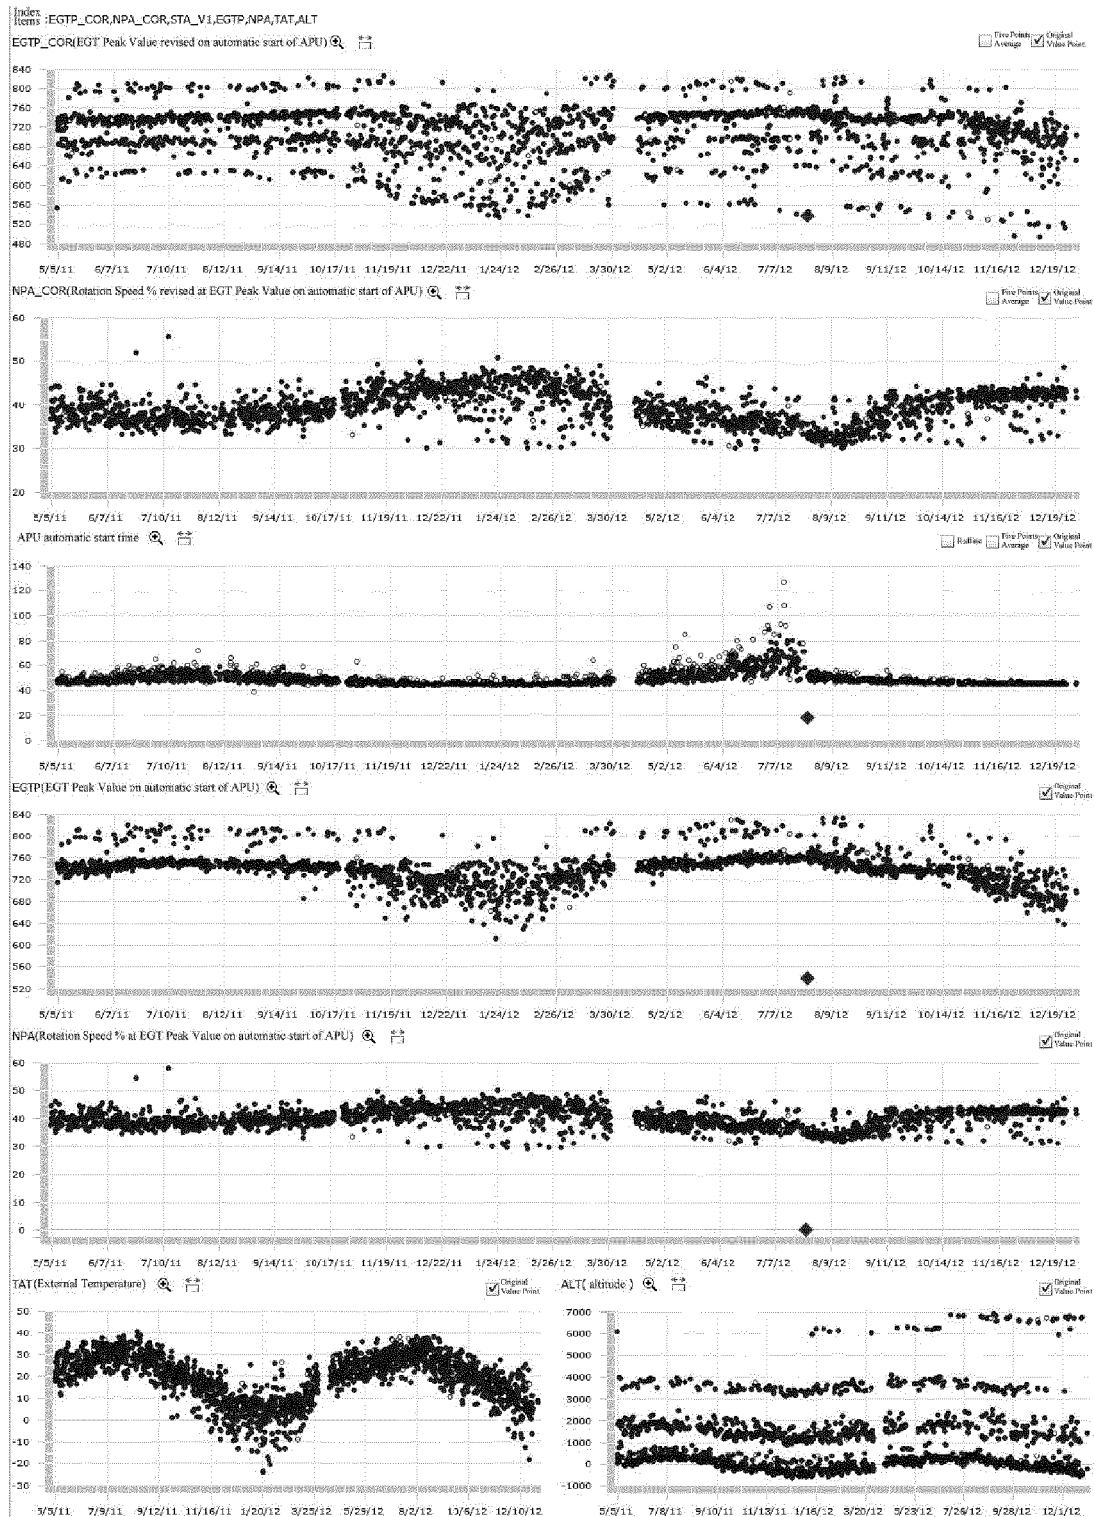 Index
Items :EGTP_COR,NPA_COR,STA_V1,EGTP,NPA,TAT,ALT
EGTP_COR(EGT Peak Value revised on automatic start of APU)
Five Points Average Original Value Point
840
800
760
720
680
640
600
560
520
480
5/5/11 6/7/11 7/10/11 8/12/11 9/14/11 10/17/11 11/19/11 12/22/11 1/24/12 2/26/12 3/30/12 5/2/12 6/4/12 7/7/12 8/9/12 9/11/12 10/14/12 11/16/12 12/19/12
NPA_COR(Rotation Speed % revised at EGT Peak Value on automatic start of APU)
Five Points Average Original Value Point
60
50
40
30
20
5/5/11 6/7/11 7/10/11 8/12/11 9/14/11 10/17/11 11/19/11 12/22/11 1/24/12 2/26/12 3/30/12 5/2/12 6/4/12 7/7/12 8/9/12 9/11/12 10/14/12 11/16/12 12/19/12
APU automatic start time
Five Points Average Original Value Point
140
120
100
80
60
40
20
0
5/5/11 6/7/11 7/10/11 8/12/11 9/14/11 10/17/11 11/19/11 12/22/11 1/24/12 2/26/12 3/30/12 5/2/12 6/4/12 7/7/12 8/9/12 9/11/12 10/14/12 11/16/12 12/19/12
EGTP(EGT Peak Value on automatic start of APU)
Original Value Point
840
800
760
720
680
640
600
560
520
5/5/11 6/7/11 7/10/11 8/12/11 9/14/11 10/17/11 11/19/11 12/22/11 1/24/12 2/26/12 3/30/12 5/2/12 6/4/12 7/7/12 8/9/12 9/11/12 10/14/12 11/16/12 12/19/12
NPA(Rotation Speed % at EGT Peak Value on automatic start of APU)
Original Value Point
60
50
40
30
20
10
0
5/5/11 6/7/11 7/10/11 8/12/11 9/14/11 10/17/11 11/19/11 12/22/11 1/24/12 2/26/12 3/30/12 5/2/12 6/4/12 7/7/12 8/9/12 9/11/12 10/14/12 11/16/12 12/19/12
TAT(External Temperature)
Original Value Point
50
40
30
20
10
0
-10
-20
-30
5/5/11 7/9/11 9/12/11 11/16/11 1/20/12 3/25/12 5/29/12 8/2/12 10/6/12 12/10/12
ALT( altitude )
Original Value Point
7000
6000
5000
4000
3000
2000
1000
0
-1000
5/5/11 7/8/11 9/10/11 11/13/11 1/16/12 3/20/12 5/23/12 7/26/12 9/28/12 12/1/12